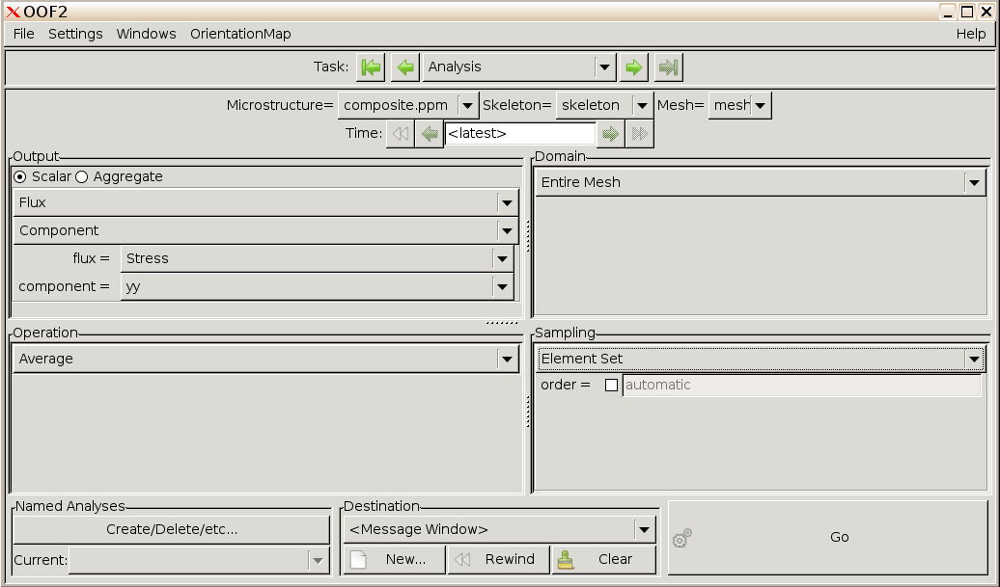 OOF2
File Settings Windows OrientationMap Help
Task: Analysis
Microstructure= composite.ppm Skeleton= skeleton Mesh= mesh
Time: <latest>
Output
Scalar Aggregate
Flux
Component
flux = Stress
component = yy
Domain
Entire Mesh
Operation
Average
Sampling
Element Set
order = automatic
Named Analyses
Create/Delete/etc...
Current:
Destination
<Message Window>
New... Rewind Clear
Go